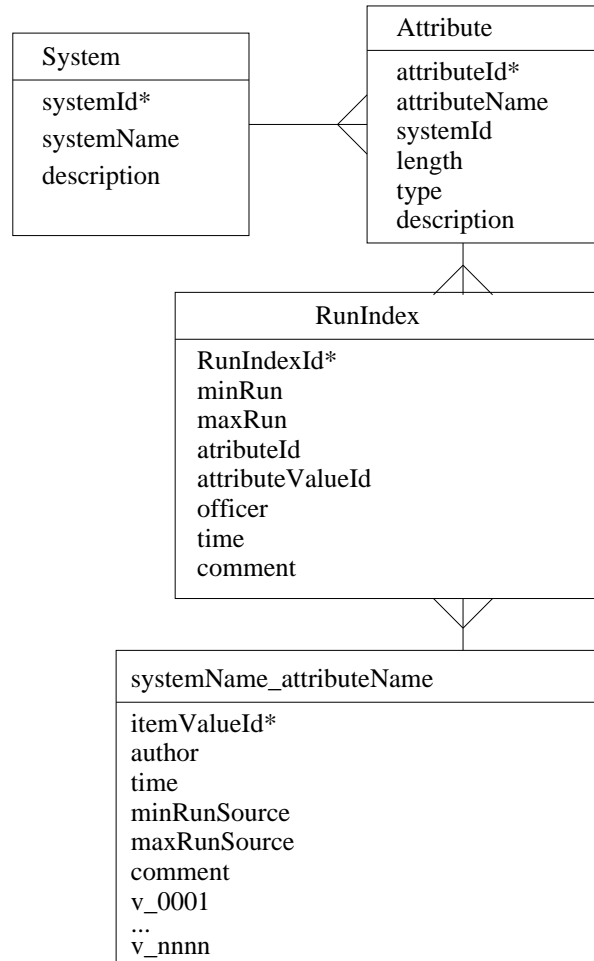 System
systemId*
systemName
description
Attribute
attributeId*
attributeName
systemId
length
type
description
RunIndex
RunIndexId*
minRun
maxRun
atributeId
attributeValueId
officer
time
comment
systemName_attributeName
itemValueId*
author
time
minRunSource
maxRunSource
comment
v_0001
...
v_nnnn